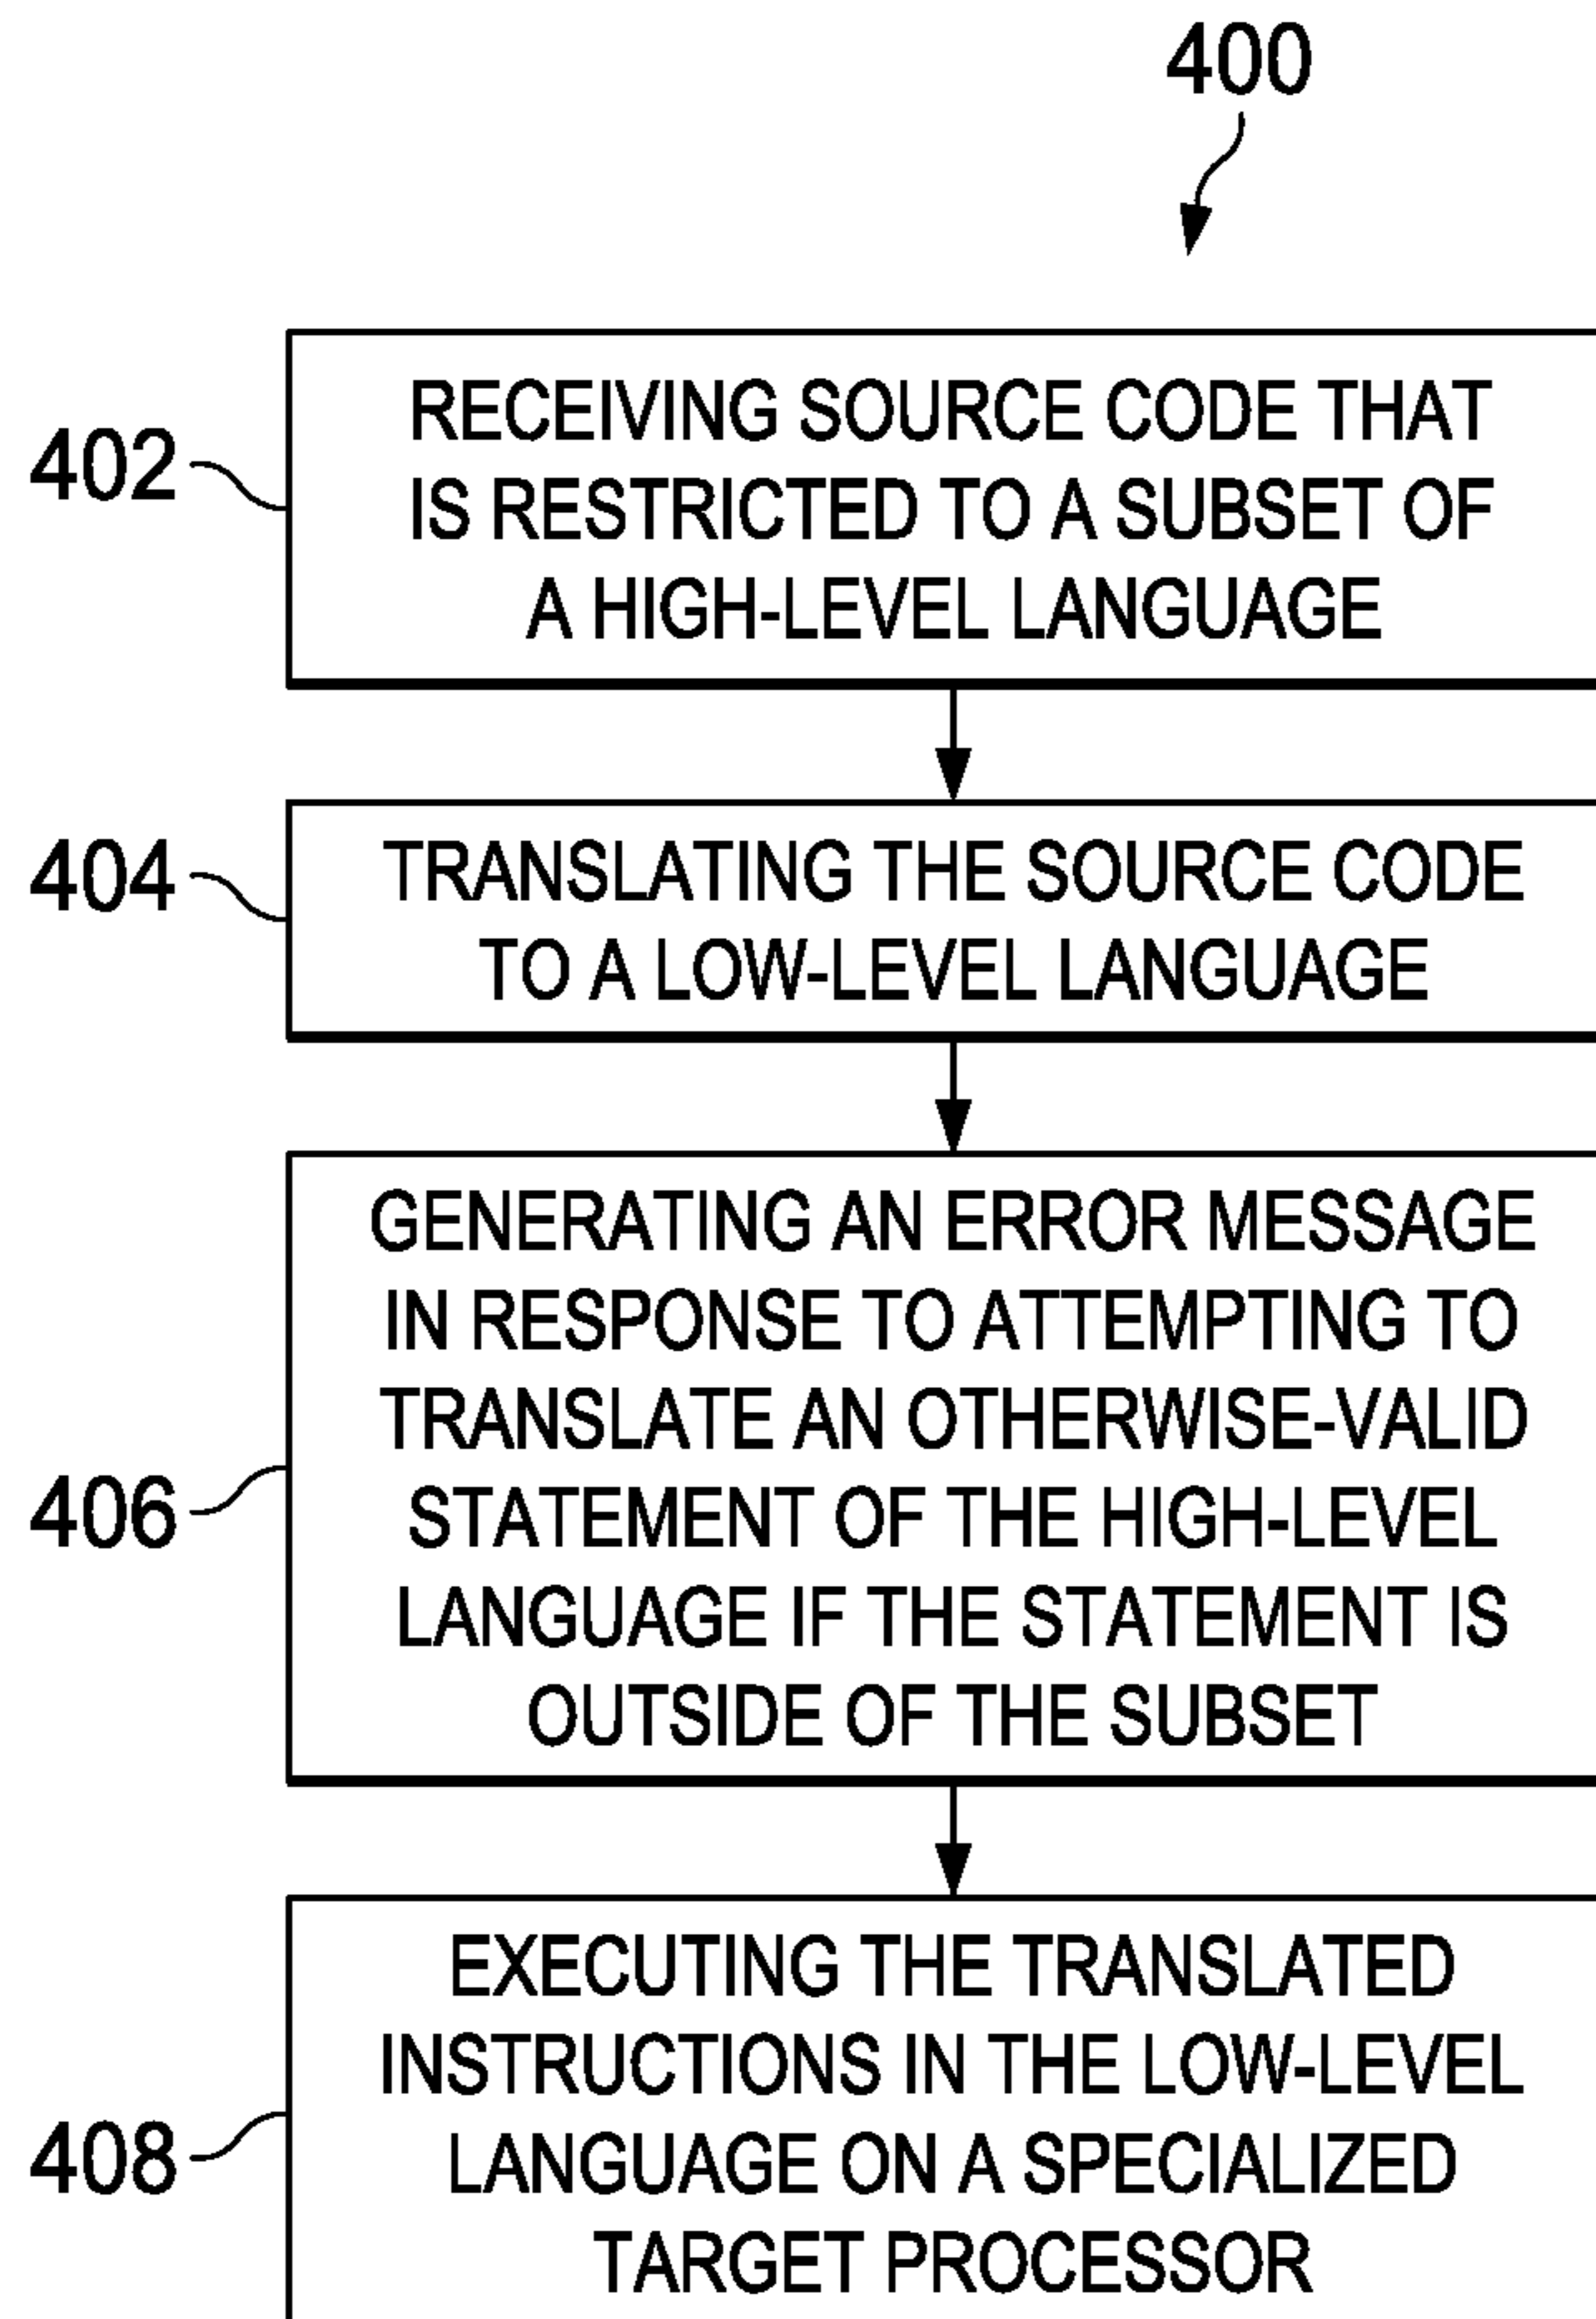 400
402
RECEIVING SOURCE CODE THAT
IS RESTRICTED TO A SUBSET OF
A HIGH-LEVEL LANGUAGE
404
TRANSLATING THE SOURCE CODE
TO A LOW-LEVEL LANGUAGE
406
GENERATING AN ERROR MESSAGE
IN RESPONSE TO ATTEMPTING TO
TRANSLATE AN OTHERWISE-VALID
STATEMENT OF THE HIGH-LEVEL
LANGUAGE IF THE STATEMENT IS
OUTSIDE OF THE SUBSET
408
EXECUTING THE TRANSLATED
INSTRUCTIONS IN THE LOW-LEVEL
LANGUAGE ON A SPECIALIZED
TARGET PROCESSOR